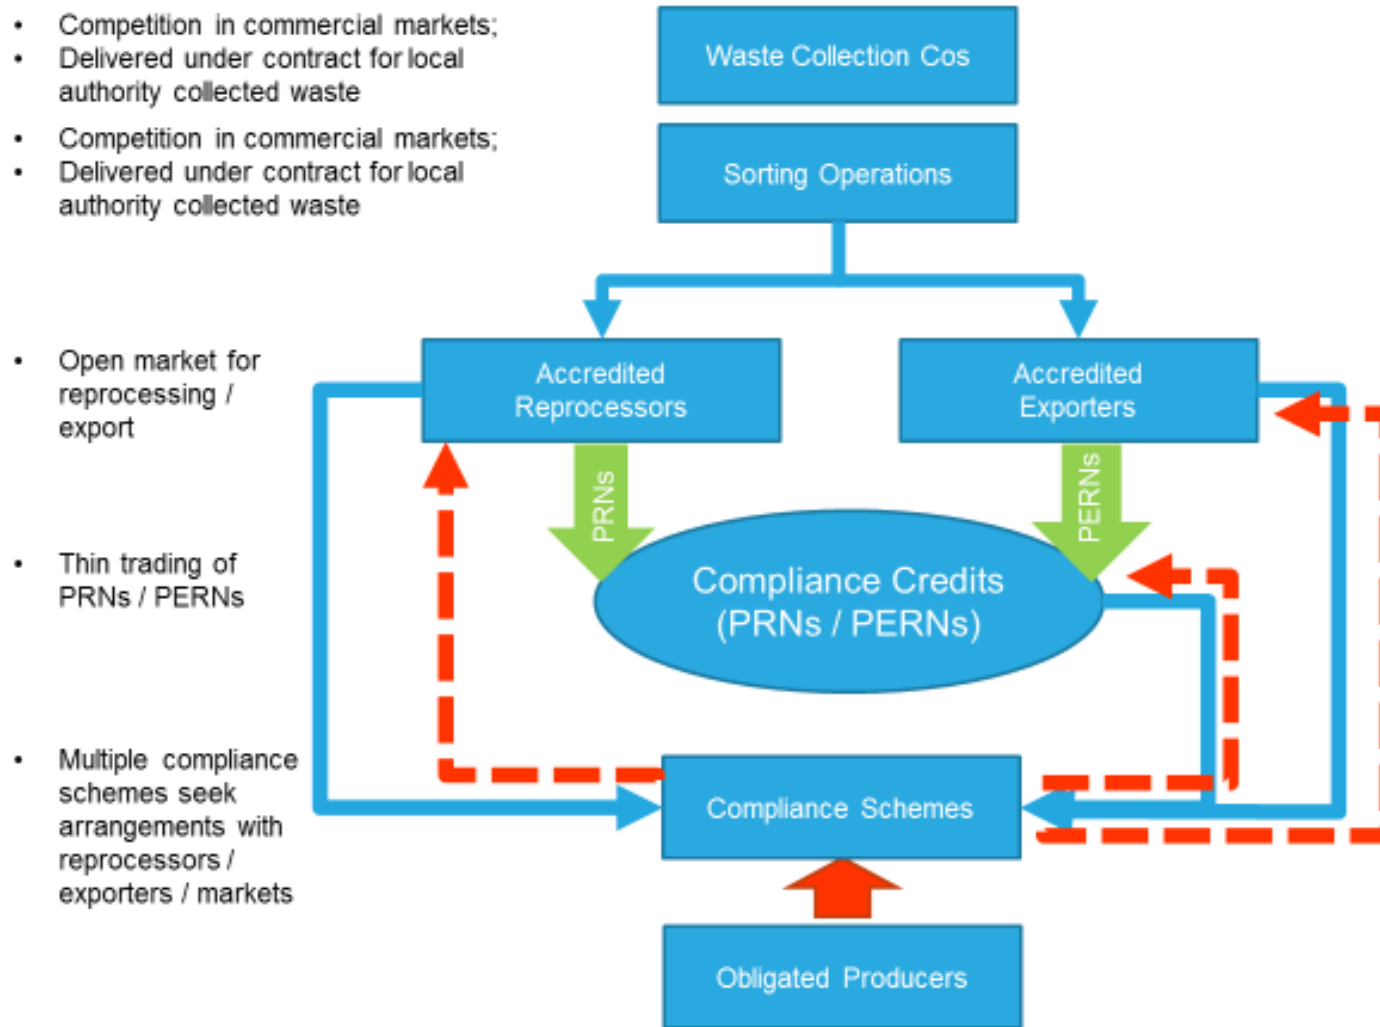 • Competition in commercial markets;
• Delivered under contract for local
authority collected waste
Waste Collection Cos
• Competition in commercial markets;
• Delivered under contract for local
authority collected waste
Sorting Operations
• Open market for
reprocessing /
export
Accredited
Reprocessors
Accredited
Exporters
PRNs
PERNs
• Thin trading of
PRNs / PERNs
Compliance Credits
(PRNs / PERNs)
• Multiple compliance
schemes seek
arrangements with
reprocessors /
exporters / markets
Compliance Schemes
Obligated Producers